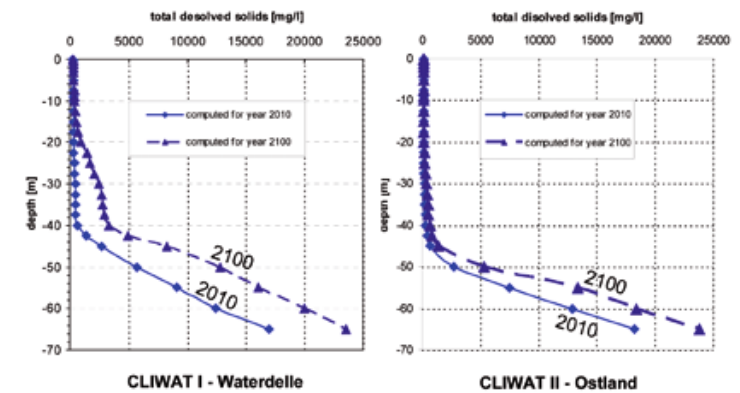 total desolved solids [mg/l]
0 5000 10000 15000 20000 25000
0
-10
-20
-30
-40
-50
-60
-70
depth [m]
computed for year 2010
computed for year 2100
2100
2010
CLIWAT I - Waterdelle
total disolved solids [mg/l]
0 5000 10000 15000 20000 25000
0
-10
-20
-30
-40
-50
-60
-70
depth [m]
computed for year 2010
computed for year 2100
2100
2010
CLIWAT II - Ostland